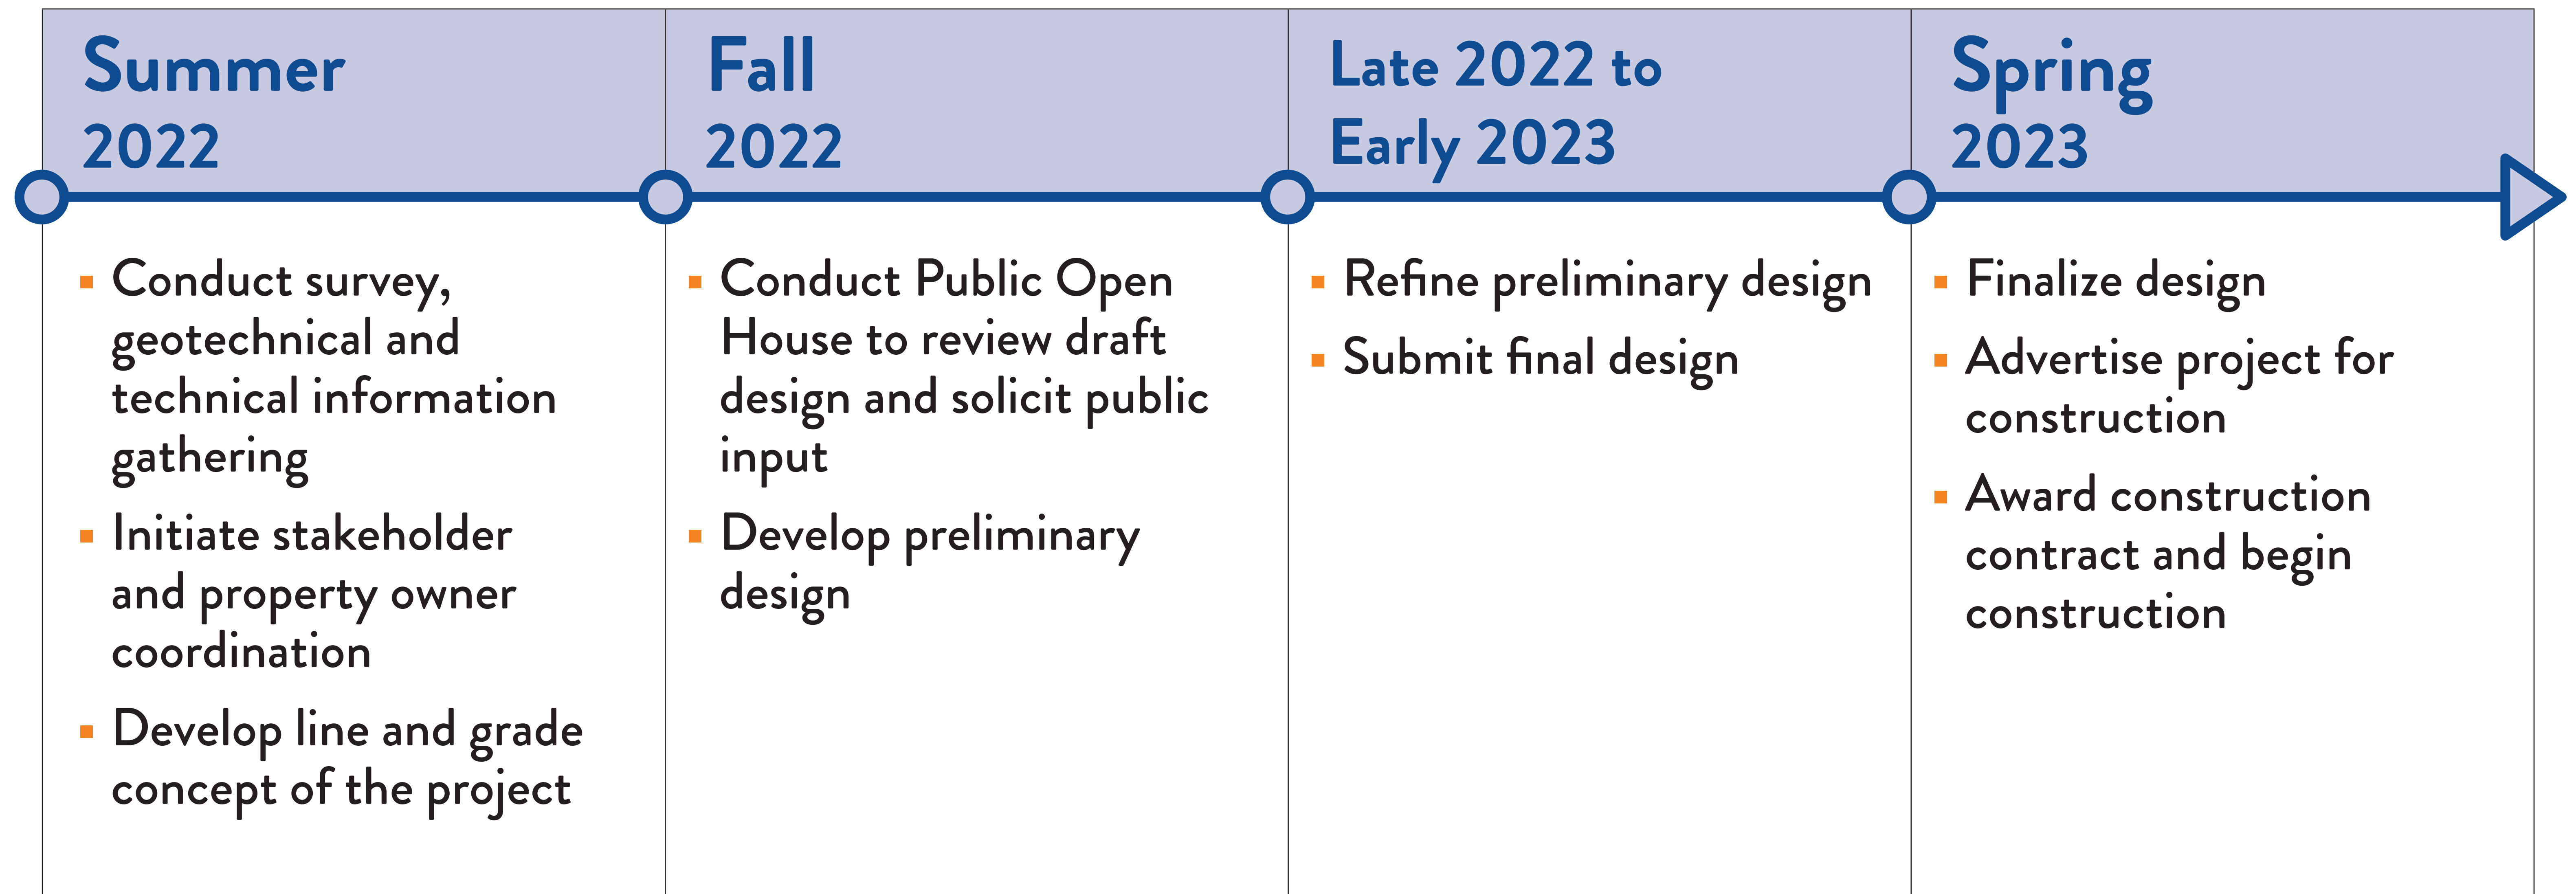 Summer
2022
Conduct survey,
geotechnical and
technical information
gathering
Initiate stakeholder
and property owner
coordination
Develop line and grade
concept of the project
Fall
2022
Conduct Public Open
House to review draft
design and solicit public
input
Develop preliminary
design
Late 2022 to
Early 2023
Refine preliminary design
Submit final design
Spring
2023
Finalize design
Advertise project for
construction
Award construction
contract and begin
construction